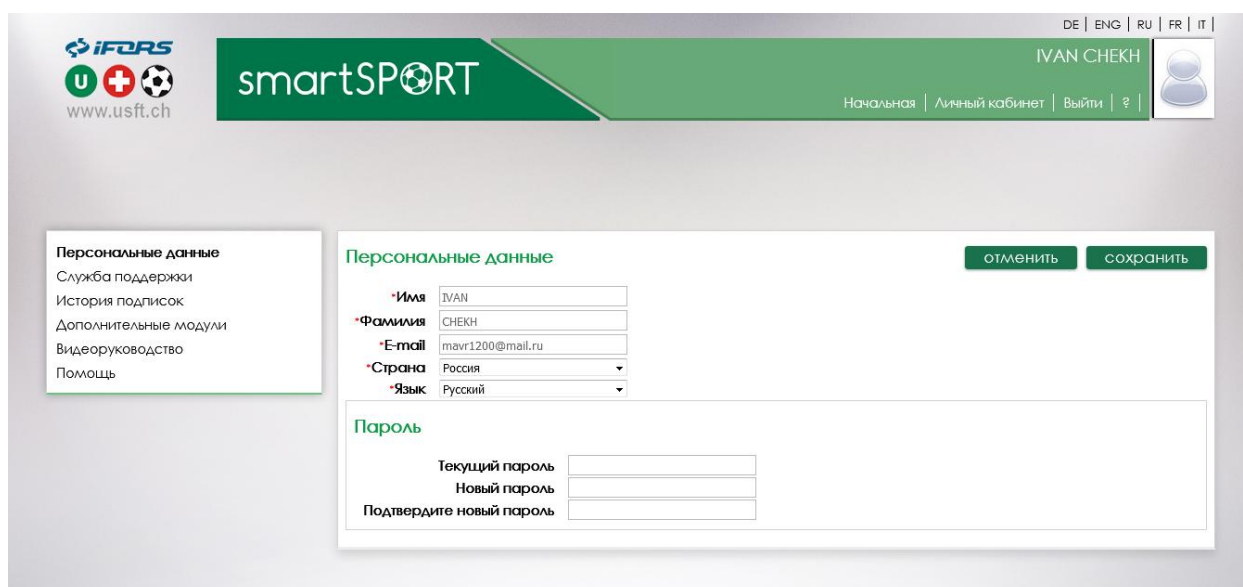 DE | ENG | RU | FR | IT |
iFORS
U
www.usft.ch
smartSPORT
IVAN CHEKH
Начальная | Личный кабинет | Выйти | ? |
Персональные данные
Служба поддержки
История подписок
Дополнительные модули
Видеоруководство
Помощь
Персональные данные
отменить
сохранить
*Имя IVAN
*Фамилия CHEKH
*E-mail mavr1200@mail.ru
*Страна Россия
*Язык Русский
Пароль
Текущий пароль
Новый пароль
Подтвердите новый пароль